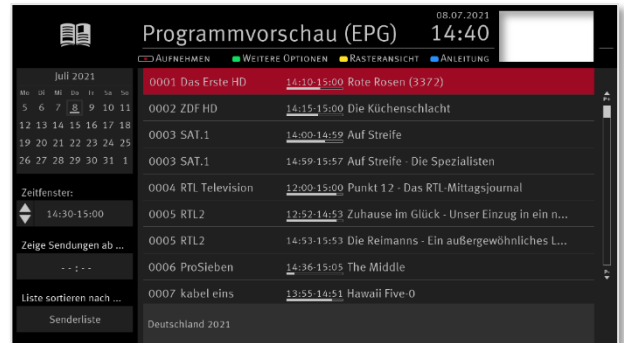 08.07.2021
Programmvorschau (EPG) 14:40
AUFNEHMEN WEITERE OPTIONEN RASTERANSICHT ANLEITUNG
Juli 2021
Mo Di Mi Do Fr Sa So
5 6 7 8 9 10 11
12 13 14 15 16 17 18
19 20 21 22 23 24 25
26 27 28 29 30 31 1
Zeitfenster:
14:30-15:00
Zeige Sendungen ab ...
--:--
Liste sortieren nach ...
Senderliste
0001 Das Erste HD 14:10-15:00 Rote Rosen (3372)
0002 ZDF HD 14:15-15:00 Die Küchenschlacht
0003 SAT.1 14:00-14:59 Auf Streife
0003 SAT.1 14:59-15:57 Auf Streife - Die Spezialisten
0004 RTL Television 12:00-15:00 Punkt 12 - Das RTL-Mittagsjournal
0005 RTL2 12:52-14:53 Zuhause im Glück - Unser Einzug in ein n...
0005 RTL2 14:53-15:53 Die Reimanns - Ein außergewöhnliches L...
0006 ProSieben 14:36-15:05 The Middle
0007 kabel eins 13:55-14:51 Hawaii Five-0
Deutschland 2021
P+
P-